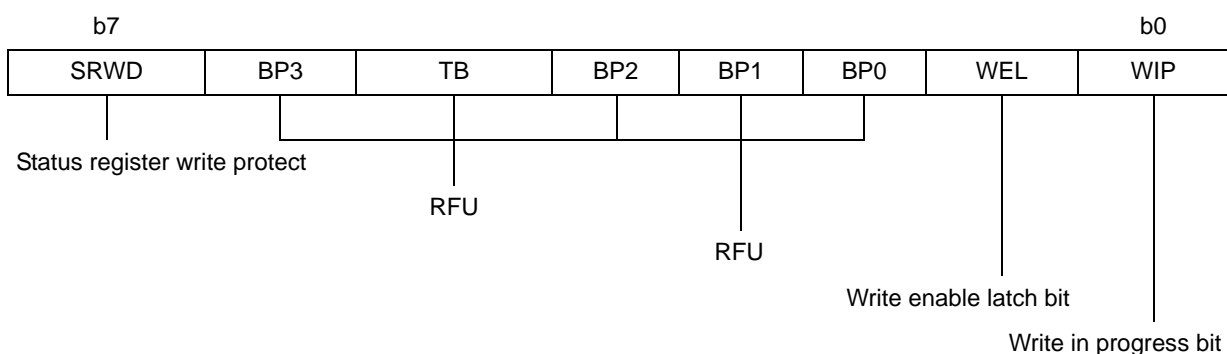 b7 b0
SRWD BP3 TB BP2 BP1 BP0 WEL WIP
Status register write protect
RFU
RFU
Write enable latch bit
Write in progress bit